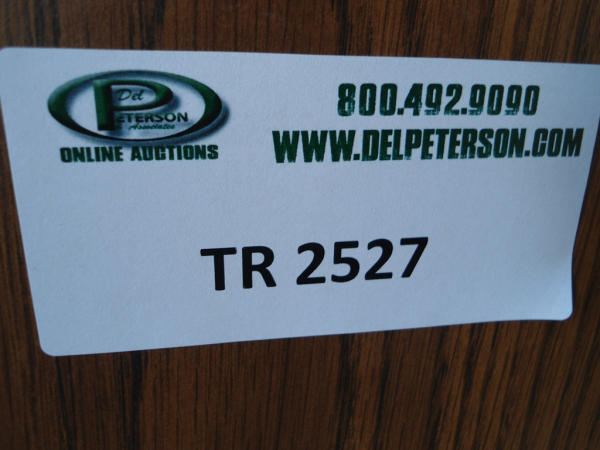 Del
PETERSON
& Associates
ONLINE AUCTIONS
800.492.9090
WWW.DELPETERSON.COM
TR 2527